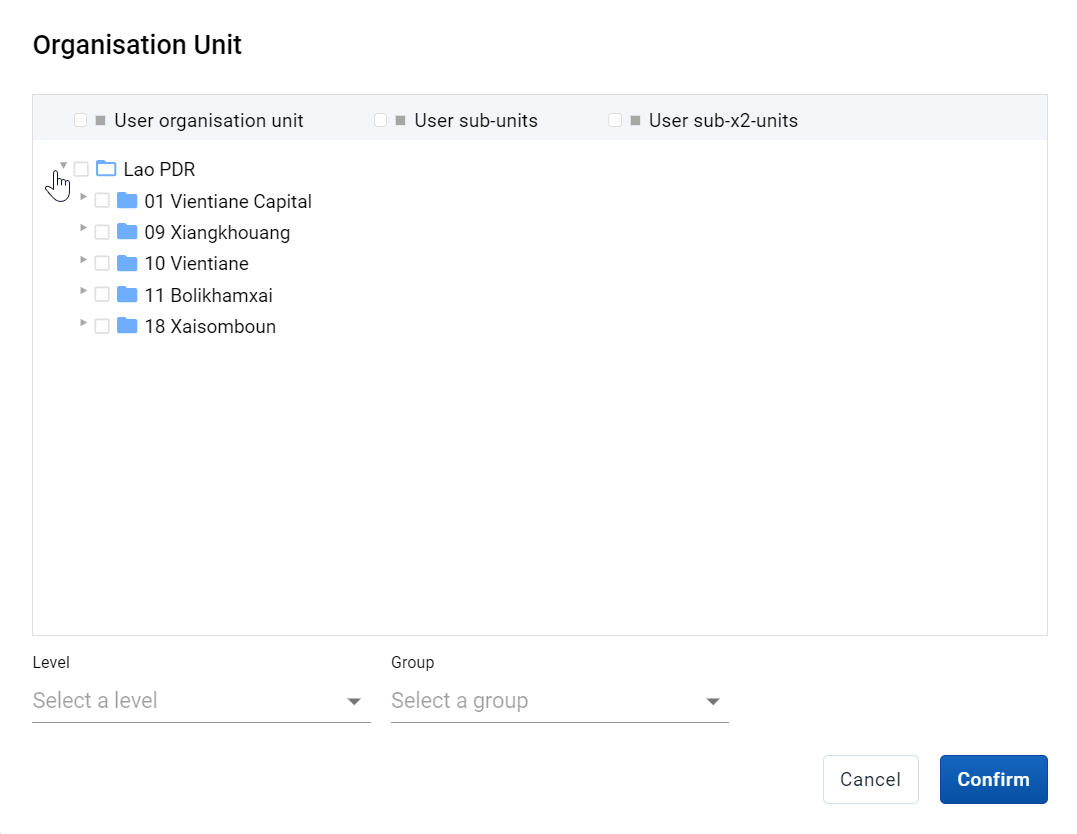 Organisation Unit
User organisation unit User sub-units User sub-x2-units
Lao PDR
01 Vientiane Capital
09 Xiangkhouang
10 Vientiane
11 Bolikhamxai
18 Xaisomboun
Level Group
Select a level Select a group
Cancel Confirm